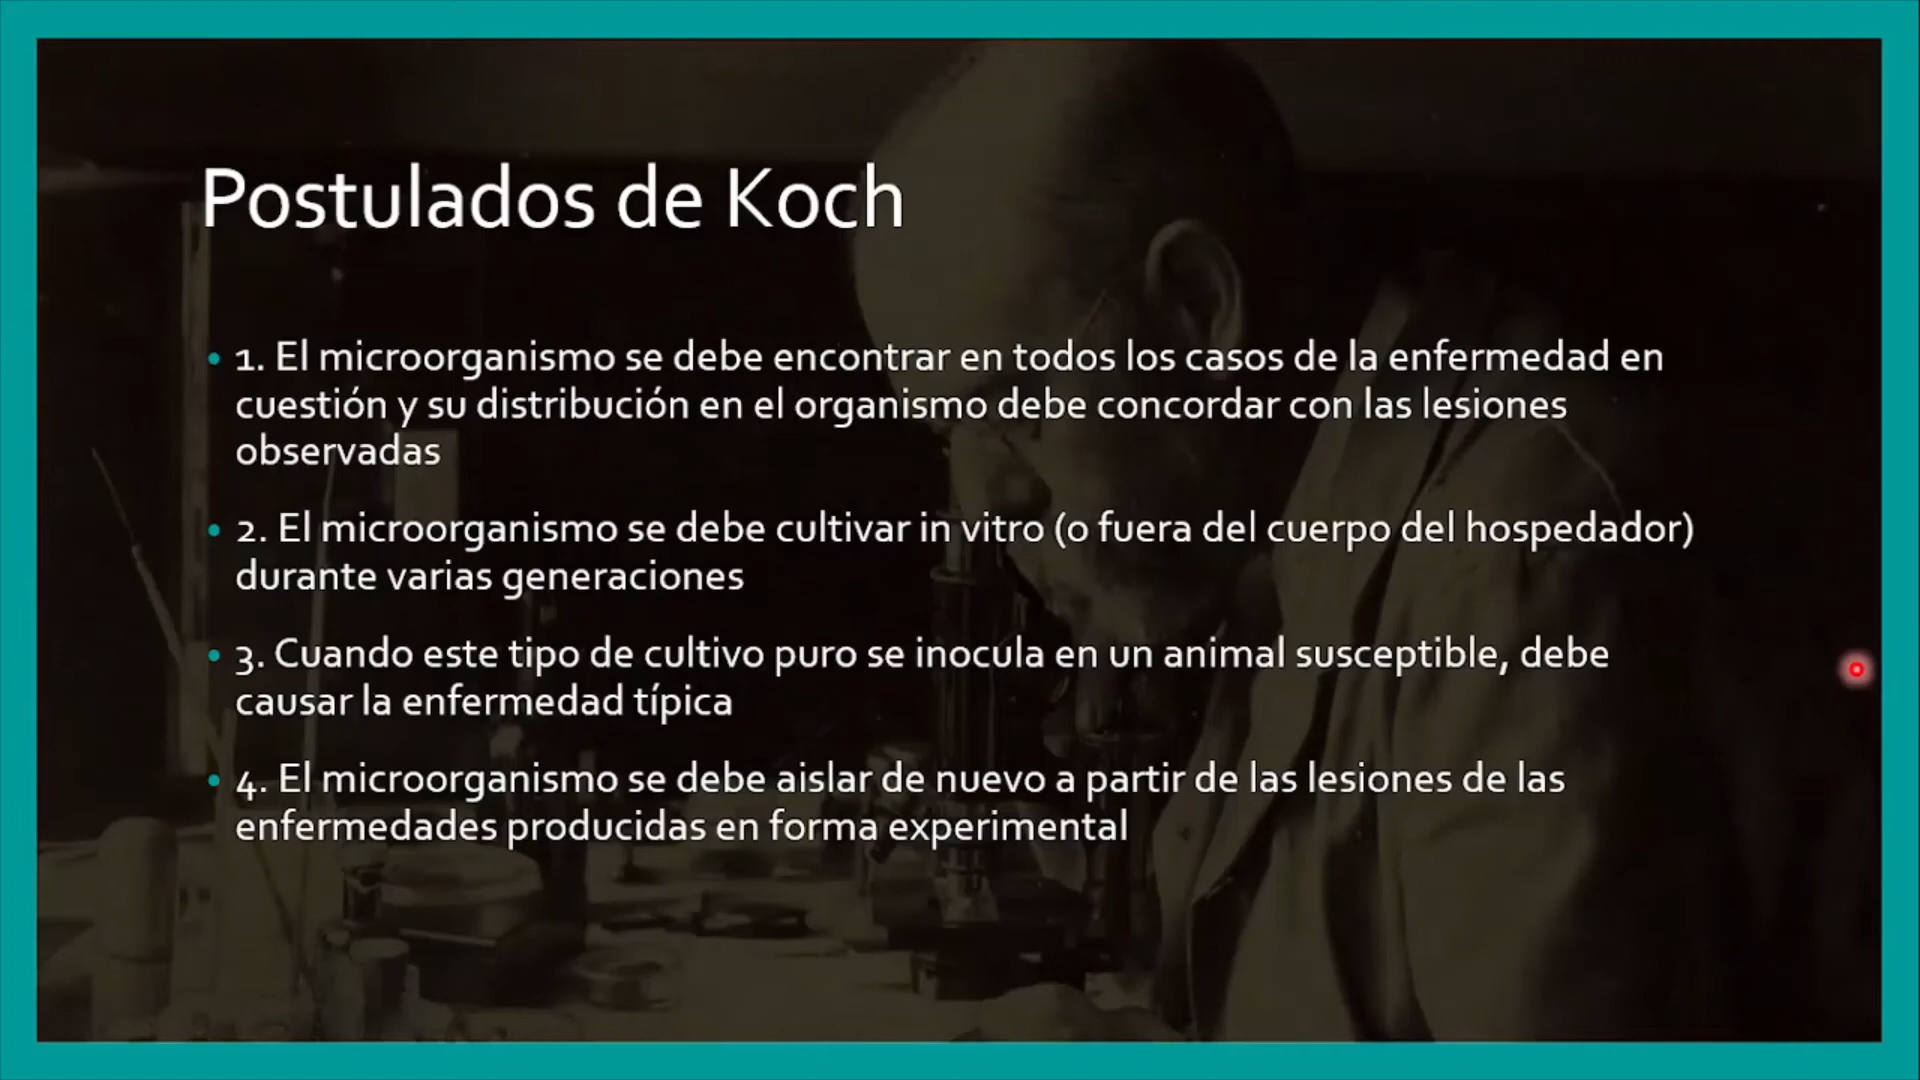 Postulados de Koch
• 1. El microorganismo se debe encontrar en todos los casos de la enfermedad en
cuestión y su distribución en el organismo debe concordar con las lesiones
observadas
• 2. El microorganismo se debe cultivar in vitro (o fuera del cuerpo del hospedador)
durante varias generaciones
• 3. Cuando este tipo de cultivo puro se inocula en un animal susceptible, debe
causar la enfermedad típica
• 4. El microorganismo se debe aislar de nuevo a partir de las lesiones de las
enfermedades producidas en forma experimental